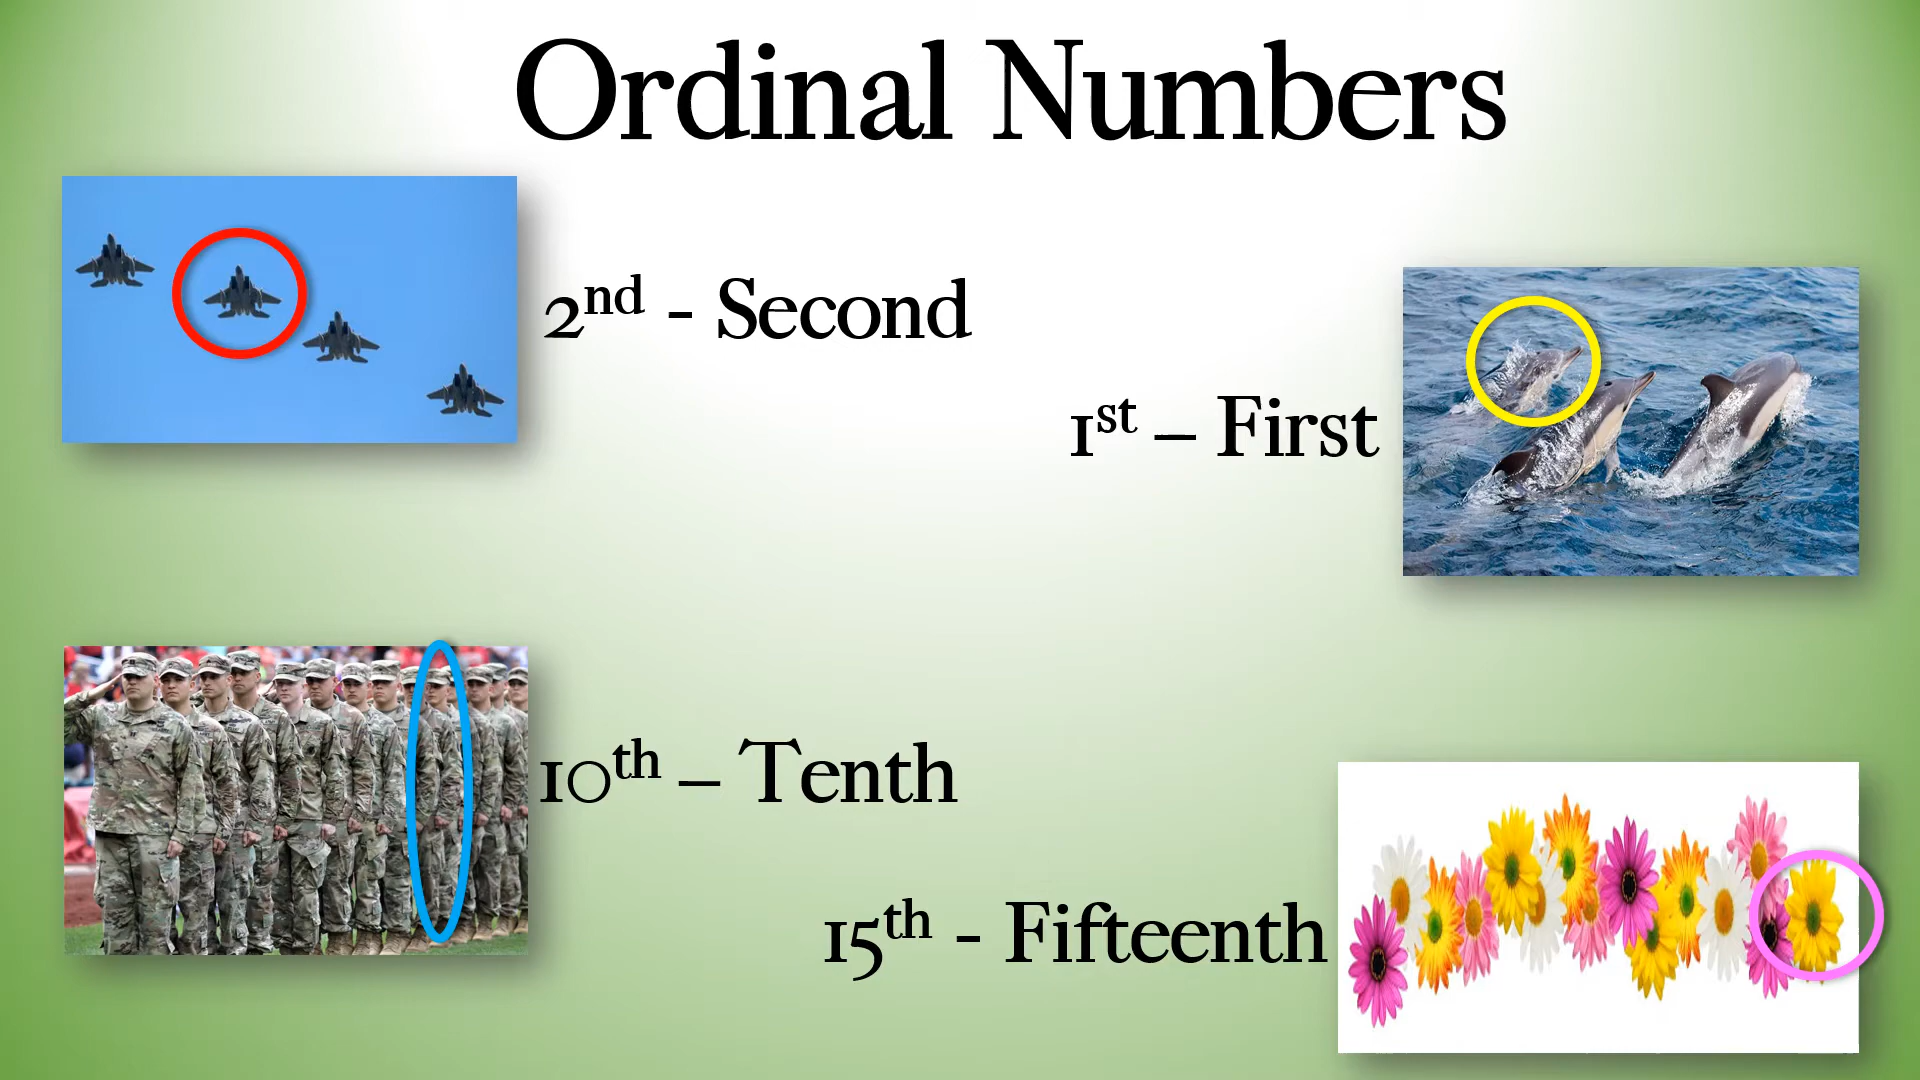 Ordinal Numbers
2nd - Second
1st – First
10th – Tenth
15th - Fifteenth